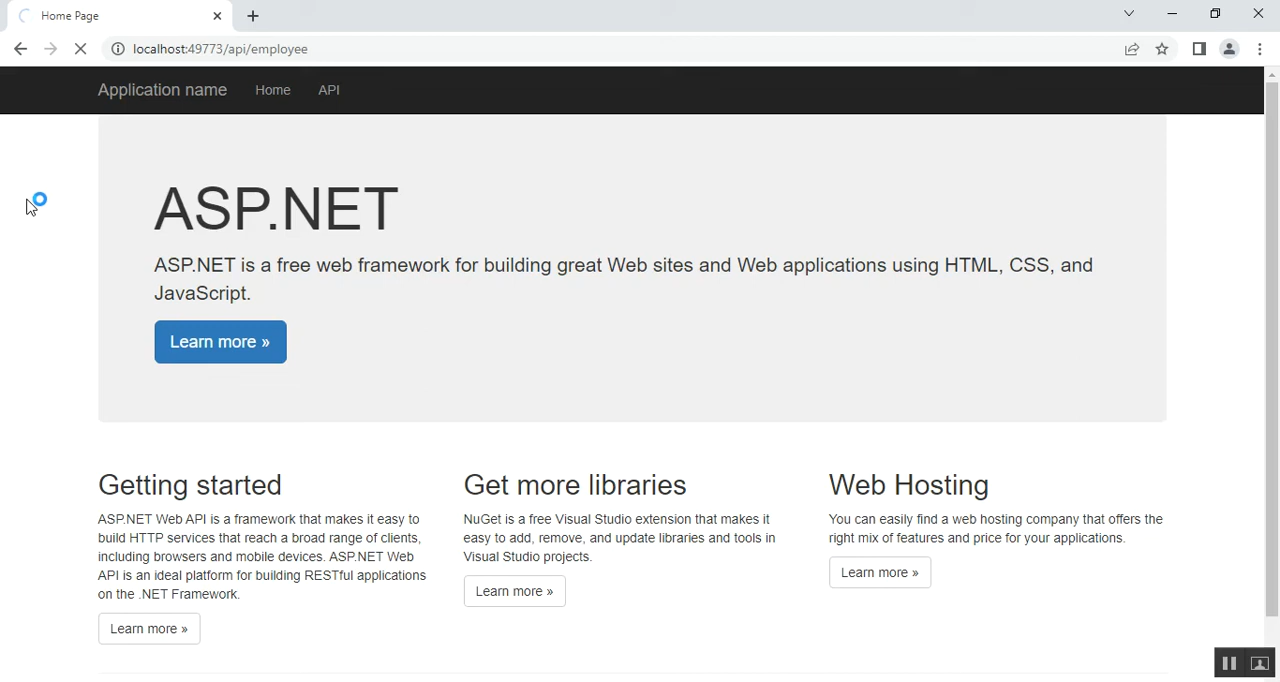 Home Page
localhost:49773/api/employee
Application name Home API
ASP.NET
ASP.NET is a free web framework for building great Web sites and Web applications using HTML, CSS, and
JavaScript.
Learn more »
Getting started
ASP.NET Web API is a framework that makes it easy to
build HTTP services that reach a broad range of clients,
including browsers and mobile devices. ASP.NET Web
API is an ideal platform for building RESTful applications
on the .NET Framework.
Learn more »
Get more libraries
NuGet is a free Visual Studio extension that makes it
easy to add, remove, and update libraries and tools in
Visual Studio projects.
Learn more »
Web Hosting
You can easily find a web hosting company that offers the
right mix of features and price for your applications.
Learn more »